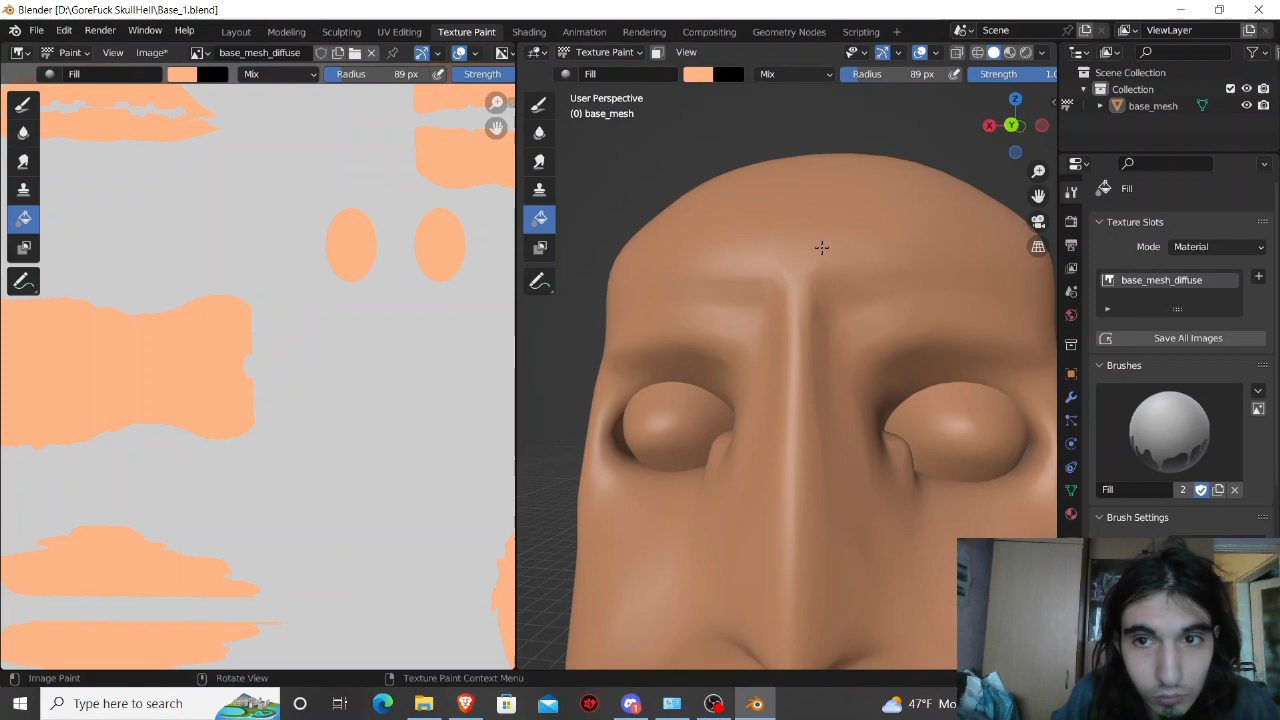 Blender [D:\GoreFuck SkullHell\Base_1.blend]
File Edit Render Window Help Layout Modeling Sculpting UV Editing Texture Paint Shading Animation Rendering Compositing Geometry Nodes Scripting Scene ViewLayer
Paint View Image* base_mesh_diffuse Texture Paint View
Fill Mix Radius 89 px Strength Fill Mix Radius 89 px Strength 1.0
Scene Collection
Collection
base_mesh
User Perspective
(0) base_mesh
Z
X
Y
Fill
Texture Slots
Mode Material
base_mesh_diffuse
Save All Images
Brushes
Fill 2
Brush Settings
Image Paint Rotate View Texture Paint Context Menu
Type here to search
1
47°F Mo